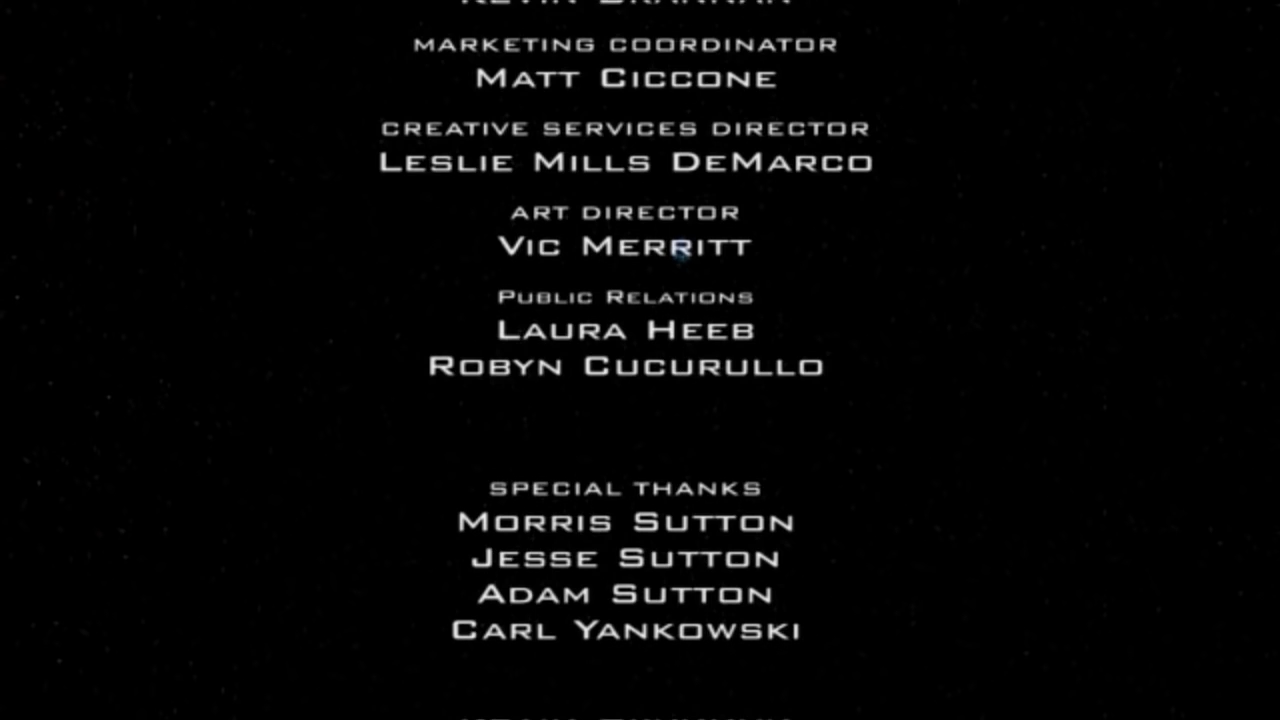 MARKETING COORDINATOR
MATT CICCONE
CREATIVE SERVICES DIRECTOR
LESLIE MILLS DEMARCO
ART DIRECTOR
VIC MERRITT
PUBLIC RELATIONS
LAURA HEEB
ROBYN CUCURULLO
SPECIAL THANKS
MORRIS SUTTON
JESSE SUTTON
ADAM SUTTON
CARL YANKOWSKI